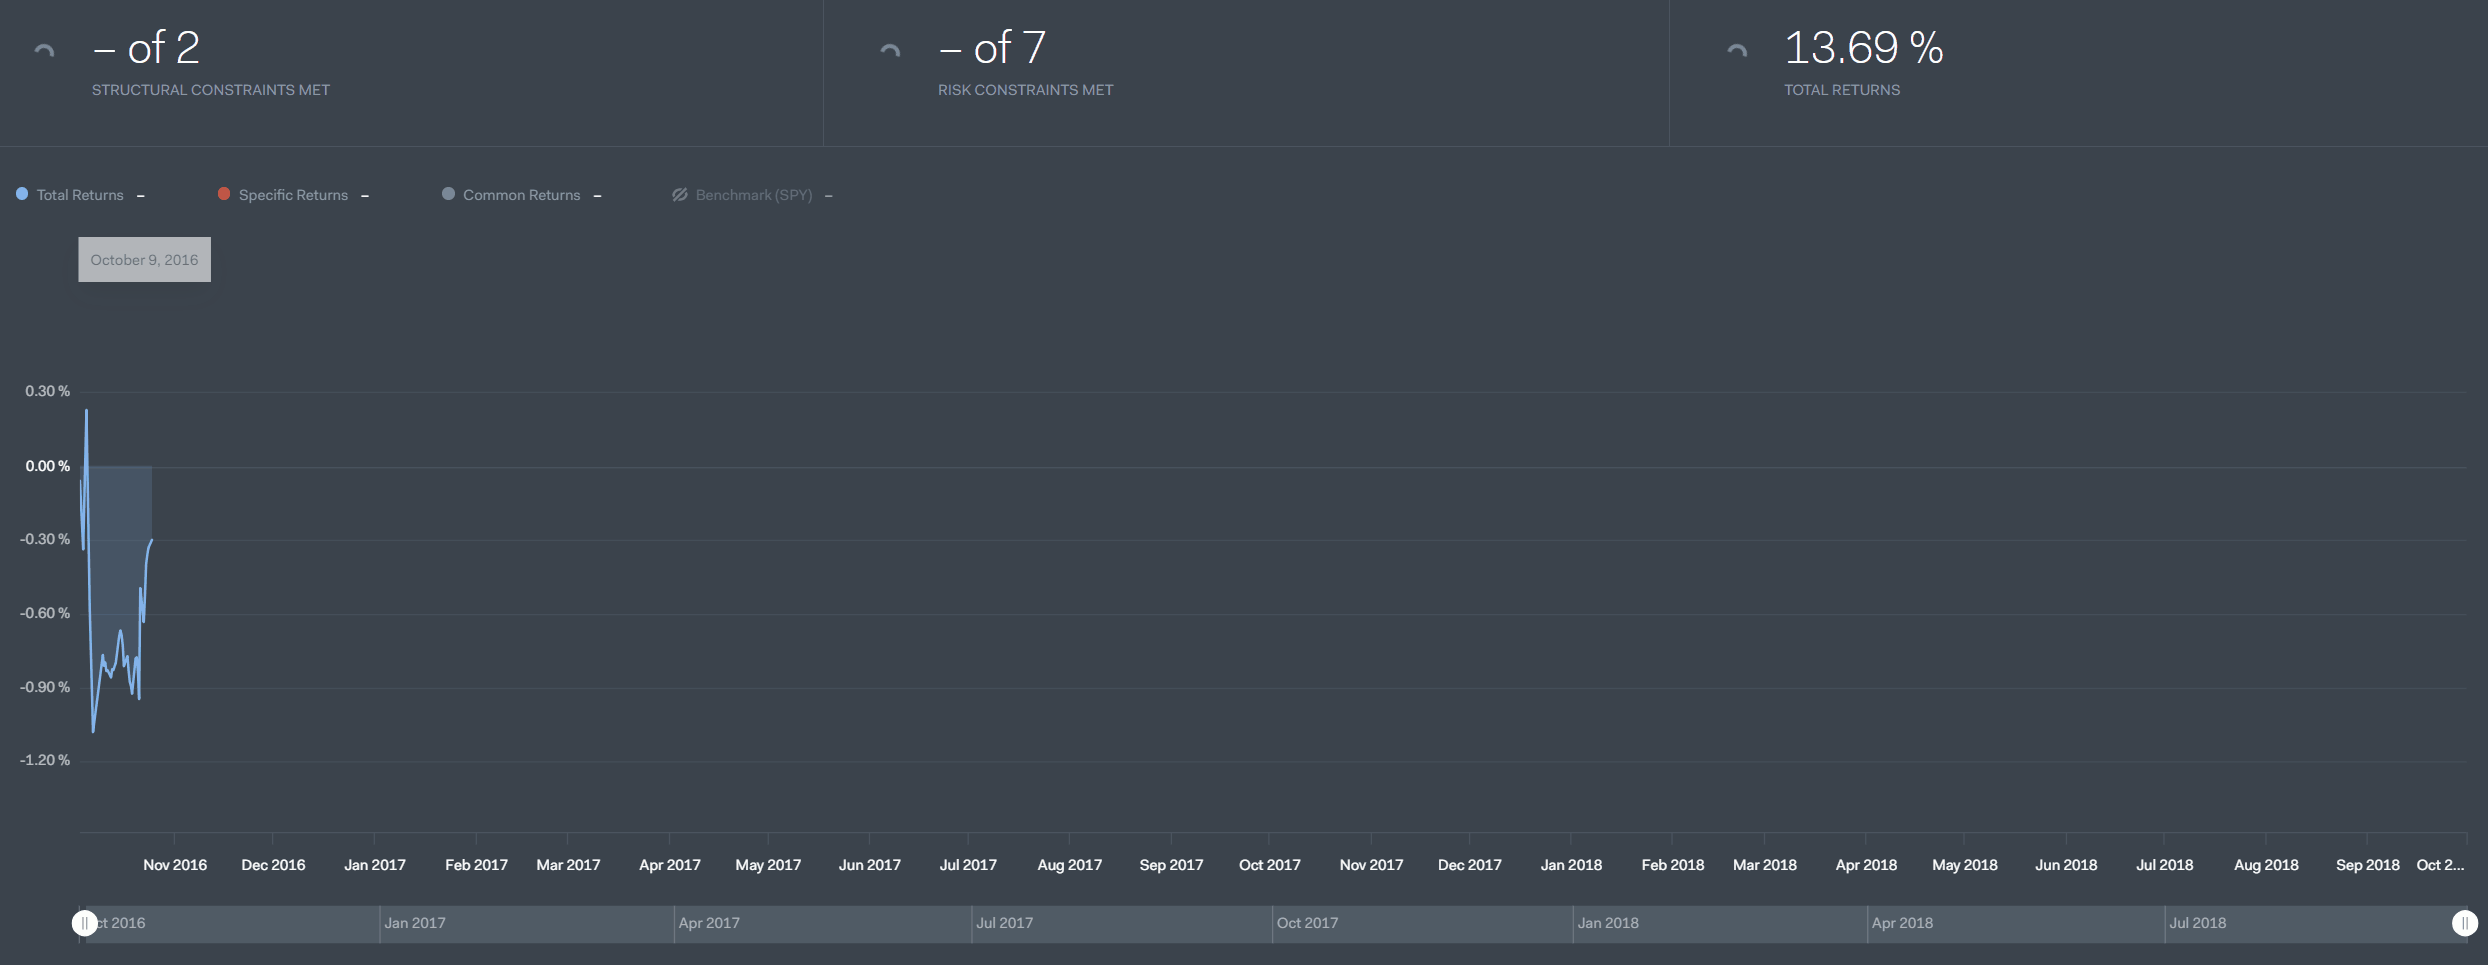 – of 2
STRUCTURAL CONSTRAINTS MET
– of 7
RISK CONSTRAINTS MET
13.69 %
TOTAL RETURNS
Total Returns –
Specific Returns –
Common Returns –
Benchmark (SPY) –
October 9, 2016
0.30 %
0.00 %
-0.30 %
-0.60 %
-0.90 %
-1.20 %
Nov 2016 Dec 2016 Jan 2017 Feb 2017 Mar 2017 Apr 2017 May 2017 Jun 2017 Jul 2017 Aug 2017 Sep 2017 Oct 2017 Nov 2017 Dec 2017 Jan 2018 Feb 2018 Mar 2018 Apr 2018 May 2018 Jun 2018 Jul 2018 Aug 2018 Sep 2018 Oct 2...
ct 2016 Jan 2017 Apr 2017 Jul 2017 Oct 2017 Jan 2018 Apr 2018 Jul 2018